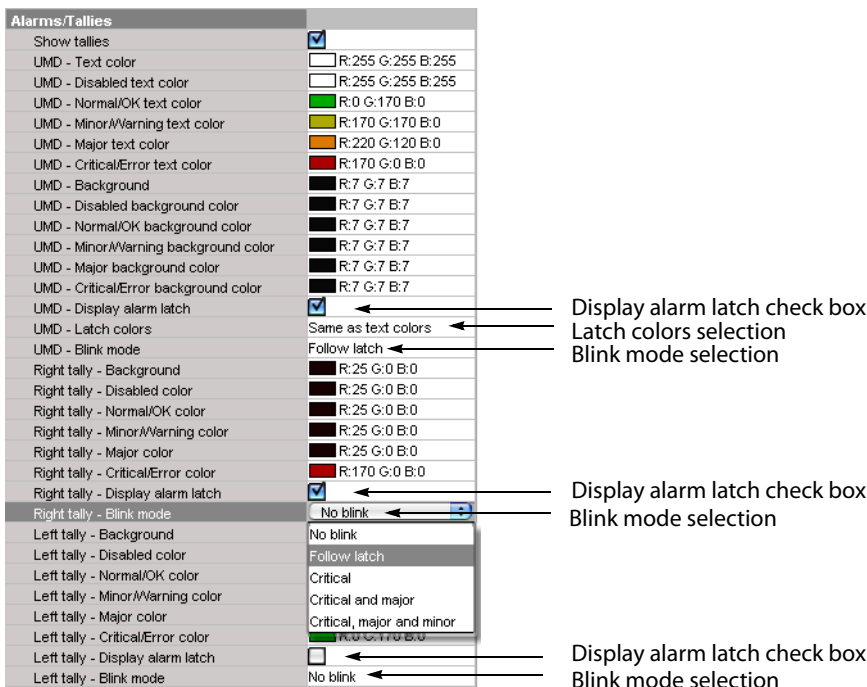 Alarms/Tallies
Show tallies
UMD - Text color R:255 G:255 B:255
UMD - Disabled text color R:255 G:255 B:255
UMD - Normal/OK text color R:0 G:170 B:0
UMD - Minor/Warning text color R:170 G:170 B:0
UMD - Major text color R:220 G:120 B:0
UMD - Critical/Error text color R:170 G:0 B:0
UMD - Background R:7 G:7 B:7
UMD - Disabled background color R:7 G:7 B:7
UMD - Normal/OK background color R:7 G:7 B:7
UMD - Minor/Warning background color R:7 G:7 B:7
UMD - Major background color R:7 G:7 B:7
UMD - Critical/Error background color R:7 G:7 B:7
UMD - Display alarm latch Display alarm latch check box
UMD - Latch colors Same as text colors Latch colors selection
UMD - Blink mode Follow latch Blink mode selection
Right tally - Background R:25 G:0 B:0
Right tally - Disabled color R:25 G:0 B:0
Right tally - Normal/OK color R:25 G:0 B:0
Right tally - Minor/Warning color R:25 G:0 B:0
Right tally - Major color R:25 G:0 B:0
Right tally - Critical/Error color R:170 G:0 B:0
Right tally - Display alarm latch Display alarm latch check box
Right tally - Blink mode No blink Blink mode selection
Left tally - Background No blink
Left tally - Disabled color Follow latch
Left tally - Normal/OK color Critical
Left tally - Minor/Warning color Critical and major
Left tally - Major color Critical, major and minor
Left tally - Critical/Error color R:0 G:170 B:0
Left tally - Display alarm latch Display alarm latch check box
Left tally - Blink mode No blink Blink mode selection